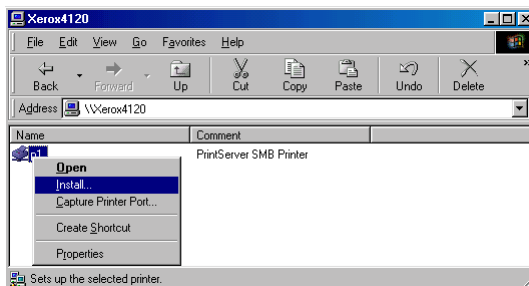 Xerox4120
File Edit View Go Favorites Help
Back Forward Up Cut Copy Paste Undo Delete »
Address \\Xerox4120
Name Comment
p1 PrintServer SMB Printer
Open
Install...
Capture Printer Port...
Create Shortcut
Properties
Sets up the selected printer.